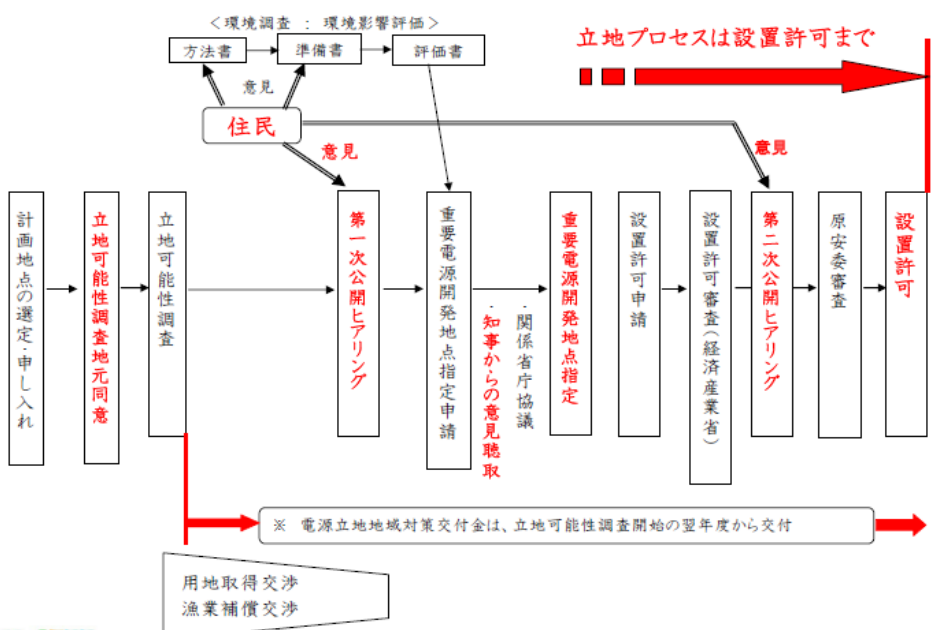 ＜環境調査 ： 環境影響評価＞
方法書
準備書
評価書
立地プロセスは設置許可まで
意見
住民
意見
意見
計画地点の選定・申し入れ
立地可能性調査地元同意
立地可能性調査
第一次公開ヒアリング
重要電源開発地点指定申請
・関係省庁協議
・知事からの意見聴取
重要電源開発地点指定
設置許可申請
設置許可審査（経済産業省）
第二次公開ヒアリング
原安委審査
設置許可
※ 電源立地地域対策交付金は、立地可能性調査開始の翌年度から交付
用地取得交渉
漁業補償交渉